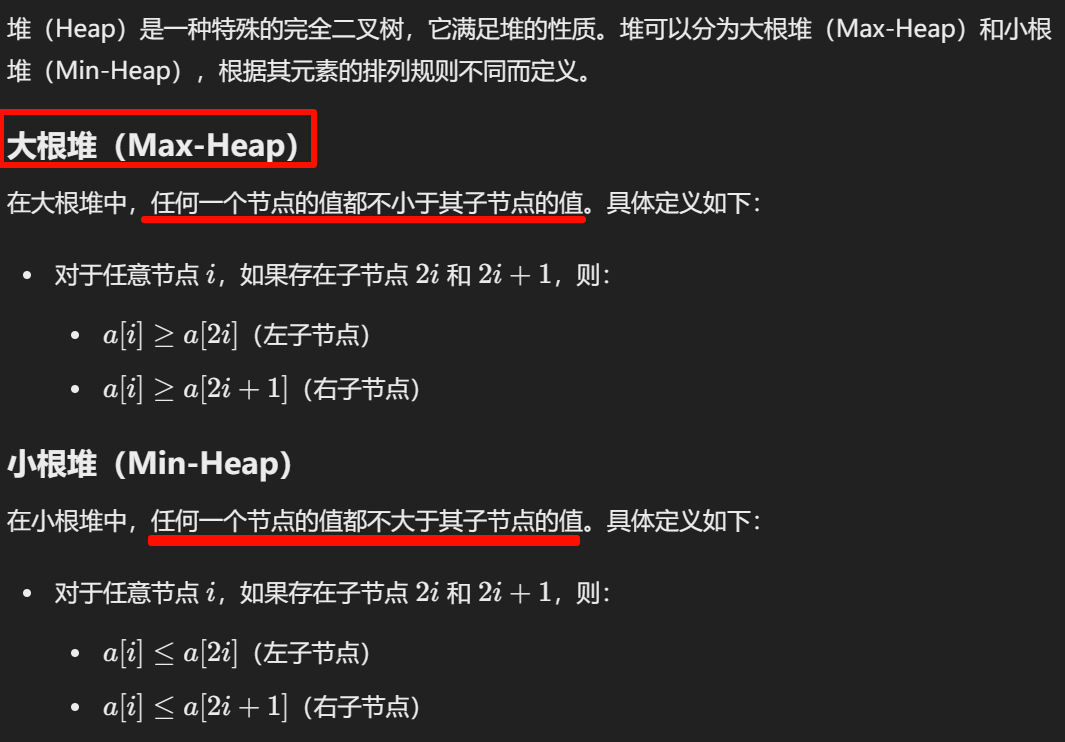 堆（Heap）是一种特殊的完全二叉树，它满足堆的性质。堆可以分为大根堆（Max-Heap）和小根
堆（Min-Heap），根据其元素的排列规则不同而定义。
大根堆（Max-Heap）
在大根堆中，任何一个节点的值都不小于其子节点的值。具体定义如下：
• 对于任意节点 i，如果存在子节点 2i 和 2i + 1，则：
• a[i] ≥ a[2i]（左子节点）
• a[i] ≥ a[2i + 1]（右子节点）
小根堆（Min-Heap）
在小根堆中，任何一个节点的值都不大于其子节点的值。具体定义如下：
• 对于任意节点 i，如果存在子节点 2i 和 2i + 1，则：
• a[i] ≤ a[2i]（左子节点）
• a[i] ≤ a[2i + 1]（右子节点）